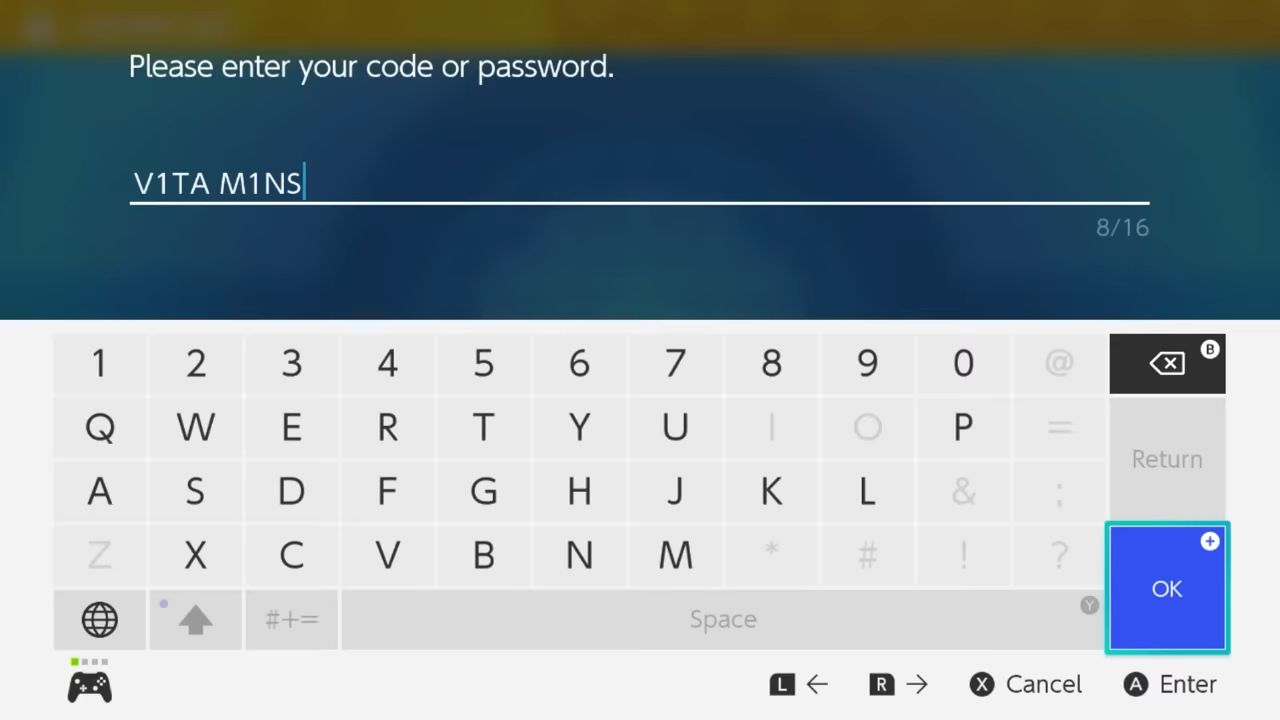 Please enter your code or password.
V1TA M1NS
8/16
1 2 3 4 5 6 7 8 9 0 @ B
Q W E R T Y U I O P =
Return
A S D F G H J K L & ;
Z X C V B N M * # ! ? +
OK
#+= Space Y
L ← R → X Cancel A Enter